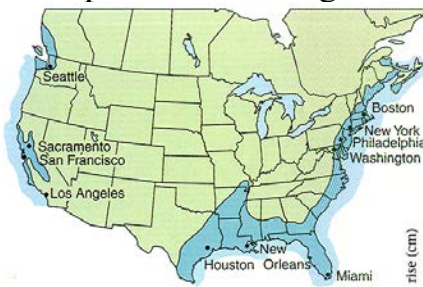 Seattle
Boston
New York
Philadelphia
Washington
Sacramento
San Francisco
Los Angeles
New
Houston Orleans
Miami
rise (cm)